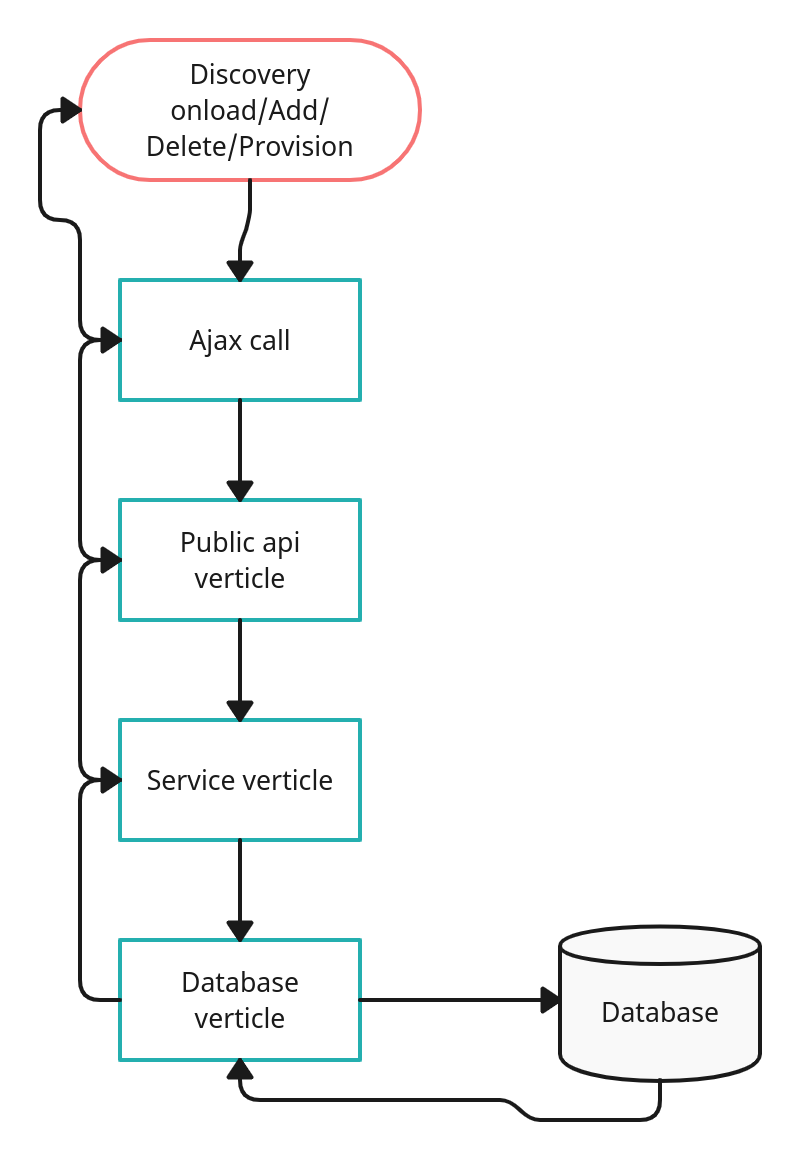 Discovery
onload/Add/
Delete/Provision
Ajax call
Public api
verticle
Service verticle
Database
verticle
Database